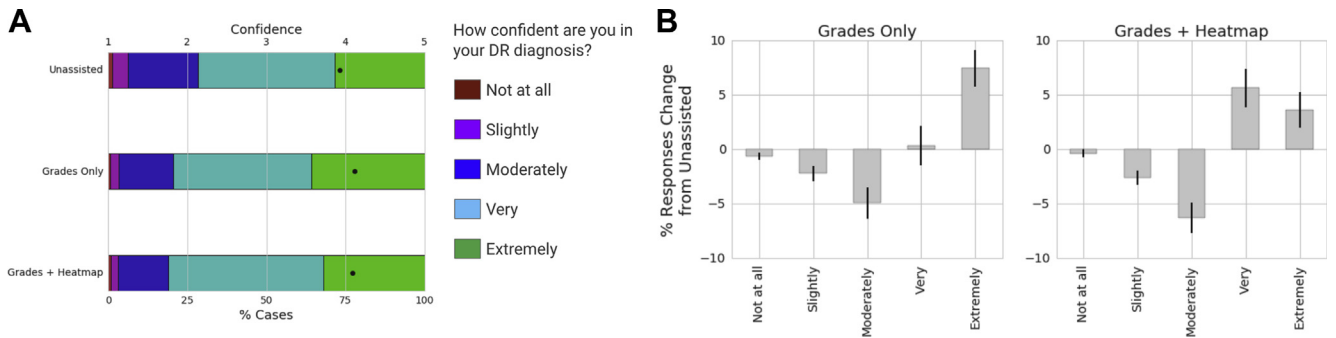 A
Confidence
1 2 3 4 5
Unassisted
Grades Only
Grades + Heatmap
0 25 50 75 100
% Cases
How confident are you in
your DR diagnosis?
Not at all
Slightly
Moderately
Very
Extremely
B
Grades Only
% Responses Change
from Unassisted
10
5
0
−5
−10
Not at all
Slightly
Moderately
Very
Extremely
Grades + Heatmap
10
5
0
−5
−10
Not at all
Slightly
Moderately
Very
Extremely